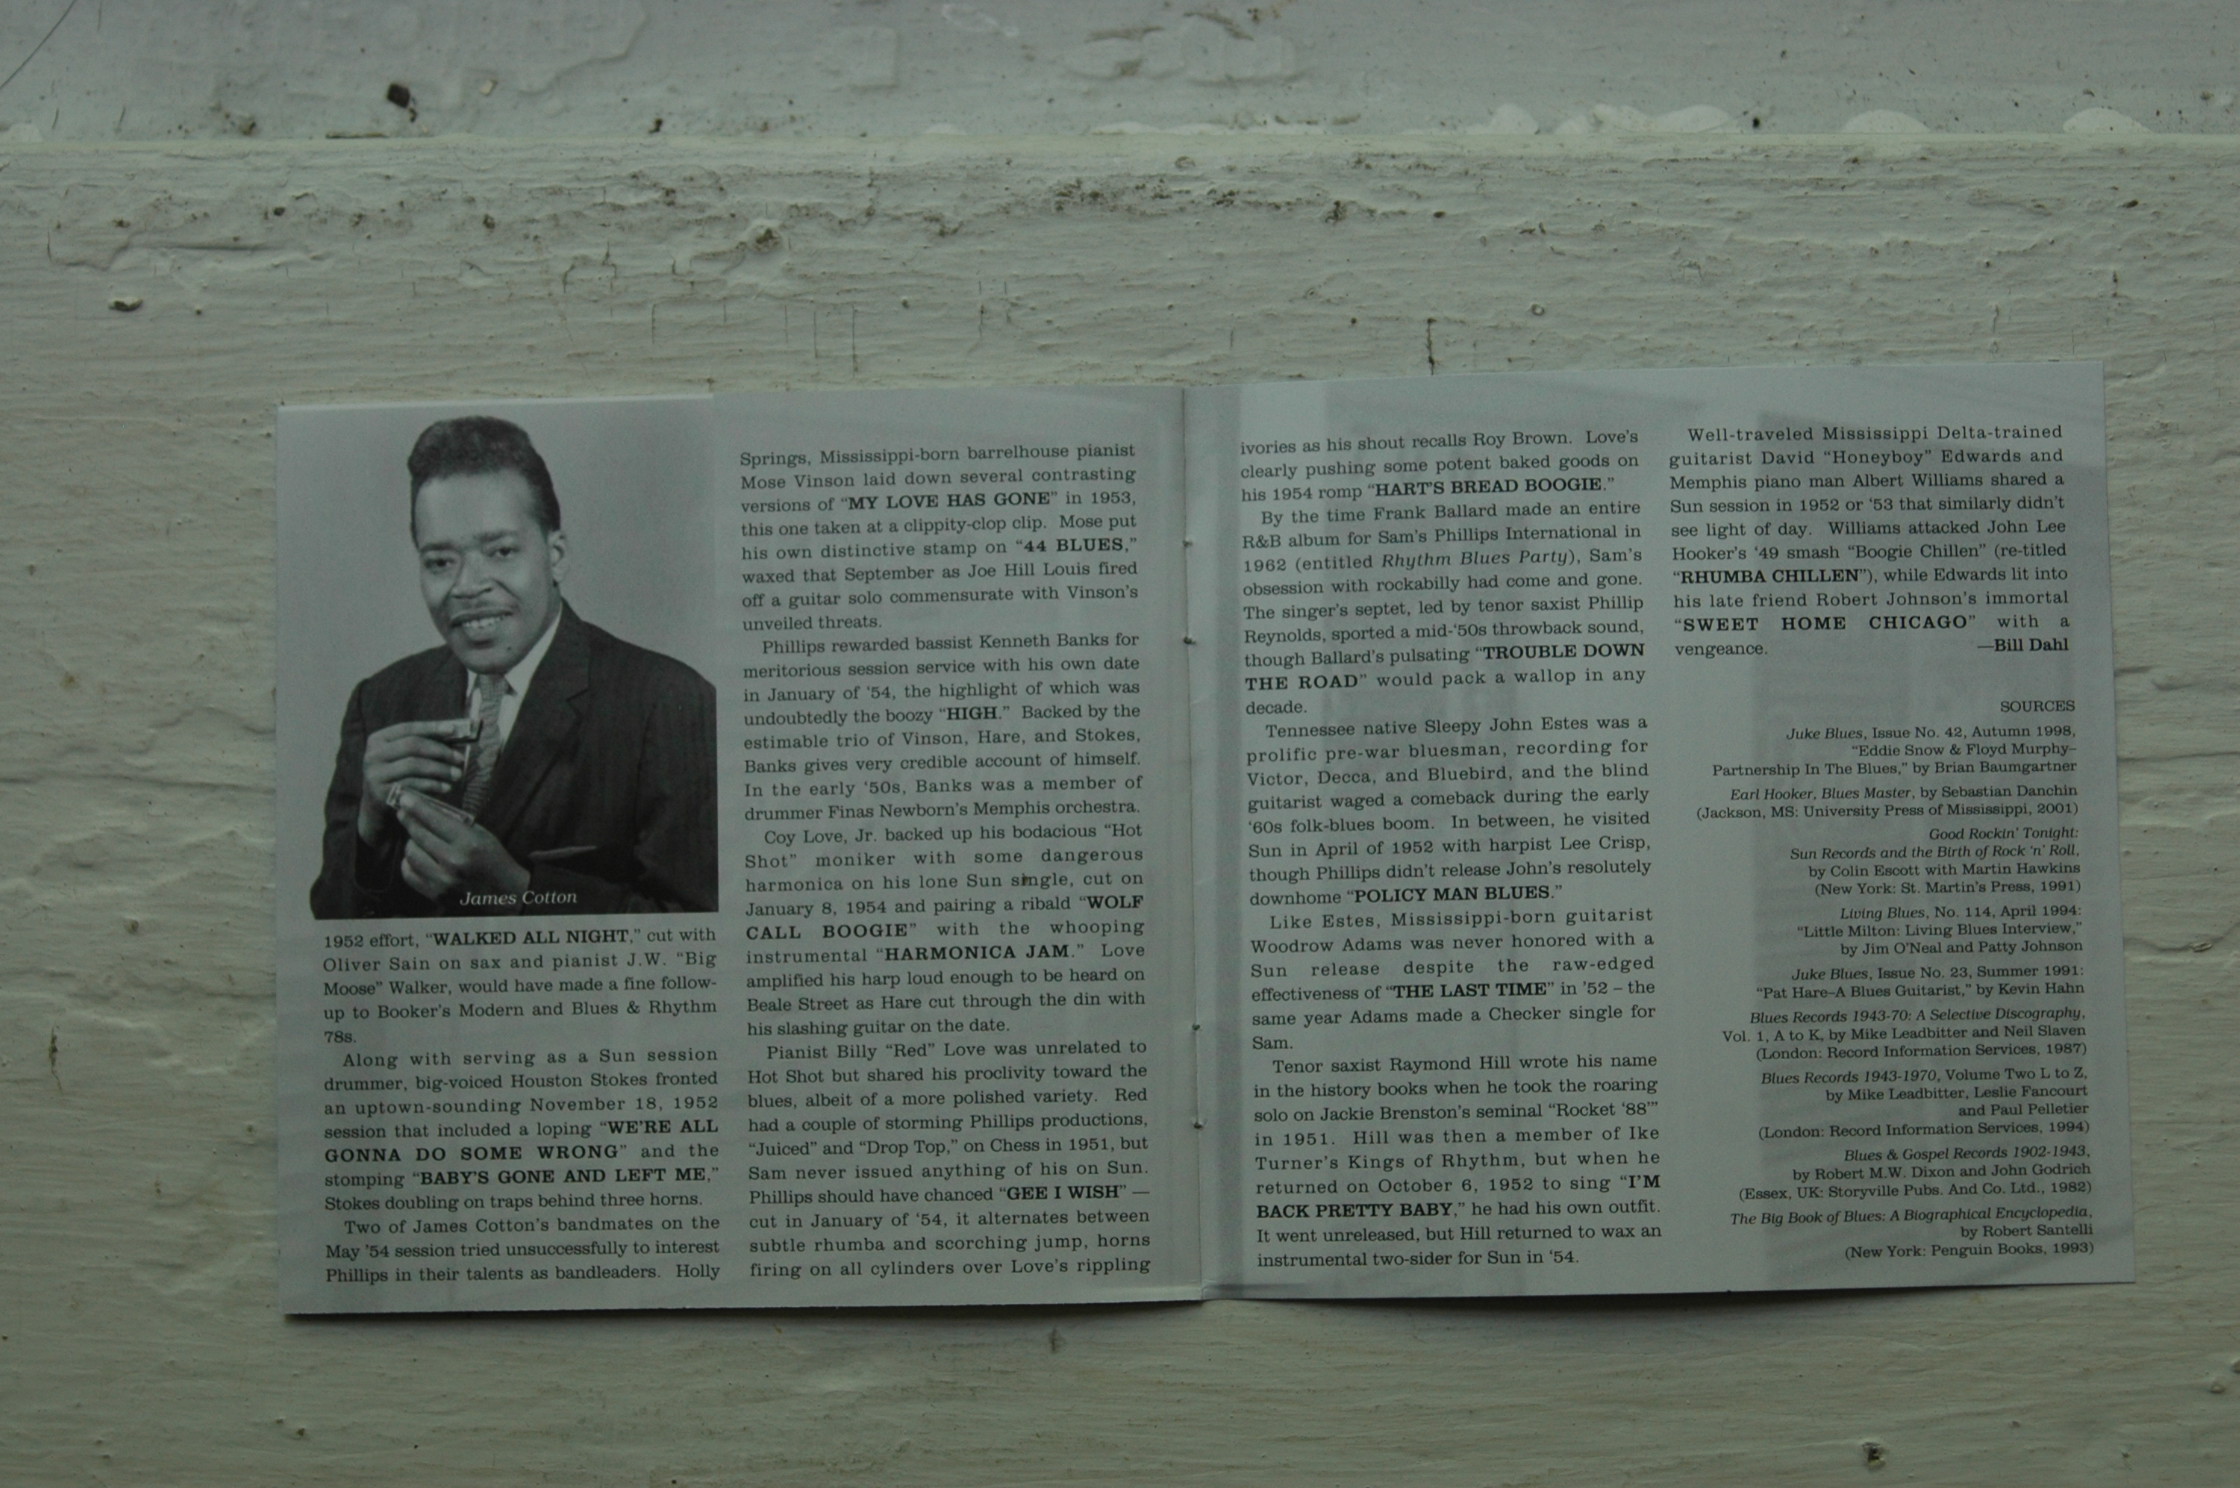 James Cotton
1952 effort, “WALKED ALL NIGHT,” cut with
Oliver Sain on sax and pianist J.W. “Big
Moose” Walker, would have made a fine follow-
up to Booker’s Modern and Blues & Rhythm
78s.
Along with serving as a Sun session
drummer, big-voiced Houston Stokes fronted
an uptown-sounding November 18, 1952
session that included a loping “WE’RE ALL
GONNA DO SOME WRONG” and the
stomping “BABY’S GONE AND LEFT ME,”
Stokes doubling on traps behind three horns.
Two of James Cotton’s bandmates on the
May ’54 session tried unsuccessfully to interest
Phillips in their talents as bandleaders. Holly
Springs, Mississippi-born barrelhouse pianist
Mose Vinson laid down several contrasting
versions of “MY LOVE HAS GONE” in 1953,
this one taken at a clippity-clop clip. Mose put
his own distinctive stamp on “44 BLUES,”
waxed that September as Joe Hill Louis fired
off a guitar solo commensurate with Vinson’s
unveiled threats.
Phillips rewarded bassist Kenneth Banks for
meritorious session service with his own date
in January of ‘54, the highlight of which was
undoubtedly the boozy “HIGH.” Backed by the
estimable trio of Vinson, Hare, and Stokes,
Banks gives very credible account of himself.
In the early ‘50s, Banks was a member of
drummer Finas Newborn’s Memphis orchestra.
Coy Love, Jr. backed up his bodacious “Hot
Shot” moniker with some dangerous
harmonica on his lone Sun single, cut on
January 8, 1954 and pairing a ribald “WOLF
CALL BOOGIE” with the whooping
instrumental “HARMONICA JAM.” Love
amplified his harp loud enough to be heard on
Beale Street as Hare cut through the din with
his slashing guitar on the date.
Pianist Billy “Red” Love was unrelated to
Hot Shot but shared his proclivity toward the
blues, albeit of a more polished variety. Red
had a couple of storming Phillips productions,
“Juiced” and “Drop Top,” on Chess in 1951, but
Sam never issued anything of his on Sun.
Phillips should have chanced “GEE I WISH” —
cut in January of ‘54, it alternates between
subtle rhumba and scorching jump, horns
firing on all cylinders over Love’s rippling
ivories as his shout recalls Roy Brown. Love’s
clearly pushing some potent baked goods on
his 1954 romp “HART’S BREAD BOOGIE.”
By the time Frank Ballard made an entire
R&B album for Sam’s Phillips International in
1962 (entitled Rhythm Blues Party), Sam’s
obsession with rockabilly had come and gone.
The singer’s septet, led by tenor saxist Phillip
Reynolds, sported a mid-‘50s throwback sound,
though Ballard’s pulsating “TROUBLE DOWN
THE ROAD” would pack a wallop in any
decade.
Tennessee native Sleepy John Estes was a
prolific pre-war bluesman, recording for
Victor, Decca, and Bluebird, and the blind
guitarist waged a comeback during the early
‘60s folk-blues boom. In between, he visited
Sun in April of 1952 with harpist Lee Crisp,
though Phillips didn’t release John’s resolutely
downhome “POLICY MAN BLUES.”
Like Estes, Mississippi-born guitarist
Woodrow Adams was never honored with a
Sun release despite the raw-edged
effectiveness of “THE LAST TIME” in ’52 – the
same year Adams made a Checker single for
Sam.
Tenor saxist Raymond Hill wrote his name
in the history books when he took the roaring
solo on Jackie Brenston’s seminal “Rocket ‘88’”
in 1951. Hill was then a member of Ike
Turner’s Kings of Rhythm, but when he
returned on October 6, 1952 to sing “I’M
BACK PRETTY BABY,” he had his own outfit.
It went unreleased, but Hill returned to wax an
instrumental two-sider for Sun in ‘54.
Well-traveled Mississippi Delta-trained
guitarist David “Honeyboy” Edwards and
Memphis piano man Albert Williams shared a
Sun session in 1952 or ‘53 that similarly didn’t
see light of day. Williams attacked John Lee
Hooker’s ‘49 smash “Boogie Chillen” (re-titled
“RHUMBA CHILLEN”), while Edwards lit into
his late friend Robert Johnson’s immortal
“SWEET HOME CHICAGO” with a
vengeance. —Bill Dahl
SOURCES
Juke Blues, Issue No. 42, Autumn 1998,
“Eddie Snow & Floyd Murphy–
Partnership In The Blues,” by Brian Baumgartner
Earl Hooker, Blues Master, by Sebastian Danchin
(Jackson, MS: University Press of Mississippi, 2001)
Good Rockin’ Tonight:
Sun Records and the Birth of Rock ‘n’ Roll,
by Colin Escott with Martin Hawkins
(New York: St. Martin’s Press, 1991)
Living Blues, No. 114, April 1994:
“Little Milton: Living Blues Interview,”
by Jim O’Neal and Patty Johnson
Juke Blues, Issue No. 23, Summer 1991:
“Pat Hare–A Blues Guitarist,” by Kevin Hahn
Blues Records 1943-70: A Selective Discography,
Vol. 1, A to K, by Mike Leadbitter and Neil Slaven
(London: Record Information Services, 1987)
Blues Records 1943-1970, Volume Two L to Z,
by Mike Leadbitter, Leslie Fancourt
and Paul Pelletier
(London: Record Information Services, 1994)
Blues & Gospel Records 1902-1943,
by Robert M.W. Dixon and John Godrich
(Essex, UK: Storyville Pubs. And Co. Ltd., 1982)
The Big Book of Blues: A Biographical Encyclopedia,
by Robert Santelli
(New York: Penguin Books, 1993)